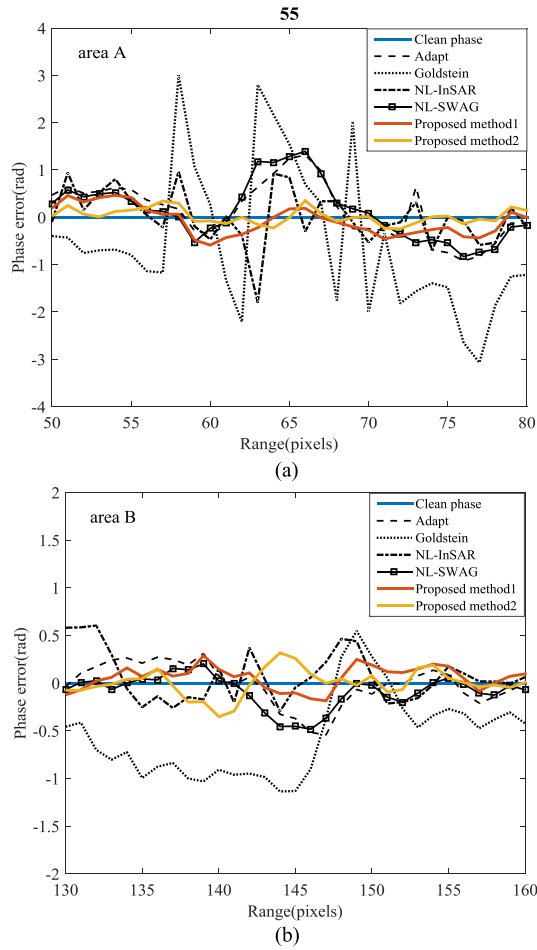 55
area A
Clean phase
Adapt
Goldstein
NL-InSAR
NL-SWAG
Proposed method1
Proposed method2
4
3
2
1
0
-1
-2
-3
-4
Phase error(rad)
50
55
60
65
70
75
80
Range(pixels)
(a)
area B
Clean phase
Adapt
Goldstein
NL-InSAR
NL-SWAG
Proposed method1
Proposed method2
2
1.5
1
0.5
0
-0.5
-1
-1.5
-2
Phase error(rad)
130
135
140
145
150
155
160
Range(pixels)
(b)